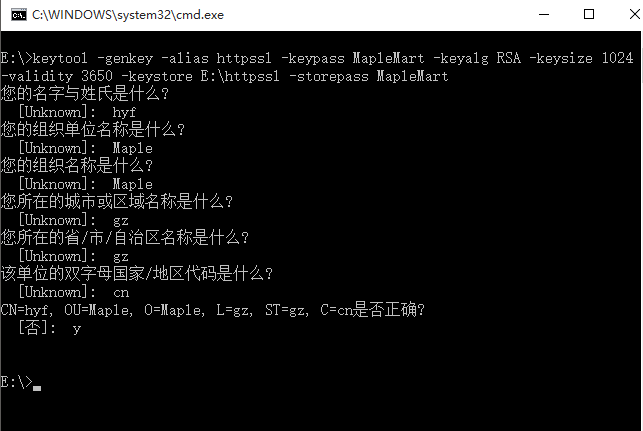 C:\WINDOWS\system32\cmd.exe
E:\>keytool -genkey -alias httpssl -keypass MapleMart -keyalg RSA -keysize 1024
-validity 3650 -keystore E:\httpssl -storepass MapleMart
您的名字与姓氏是什么?
[Unknown]: hyf
您的组织单位名称是什么?
[Unknown]: Maple
您的组织名称是什么?
[Unknown]: Maple
您所在的城市或区域名称是什么?
[Unknown]: gz
您所在的省/市/自治区名称是什么?
[Unknown]: gz
该单位的双字母国家/地区代码是什么?
[Unknown]: cn
CN=hyf, OU=Maple, O=Maple, L=gz, ST=gz, C=cn是否正确?
[否]: y
E:\>